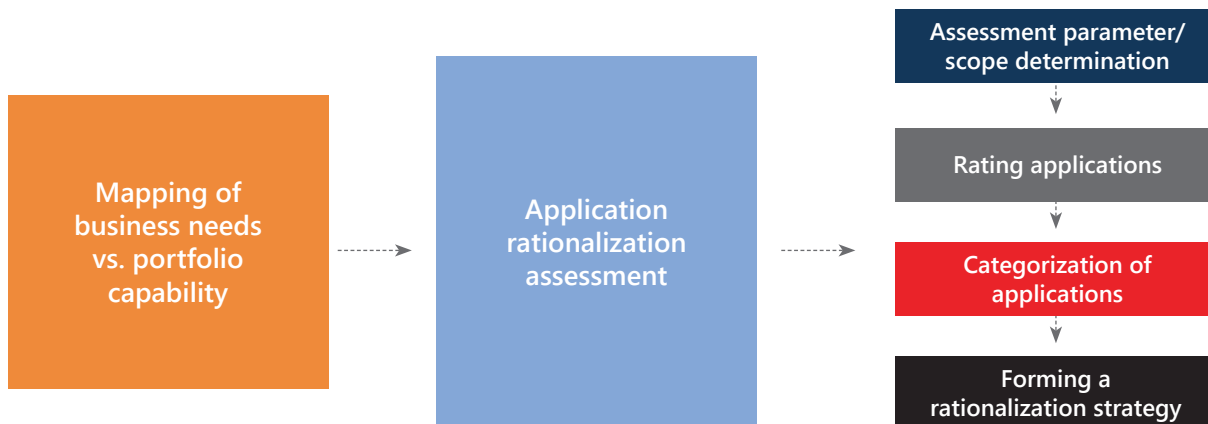 Mapping of
business needs
vs. portfolio
capability
Application
rationalization
assessment
Assessment parameter/
scope determination
Rating applications
Categorization of
applications
Forming a
rationalization strategy